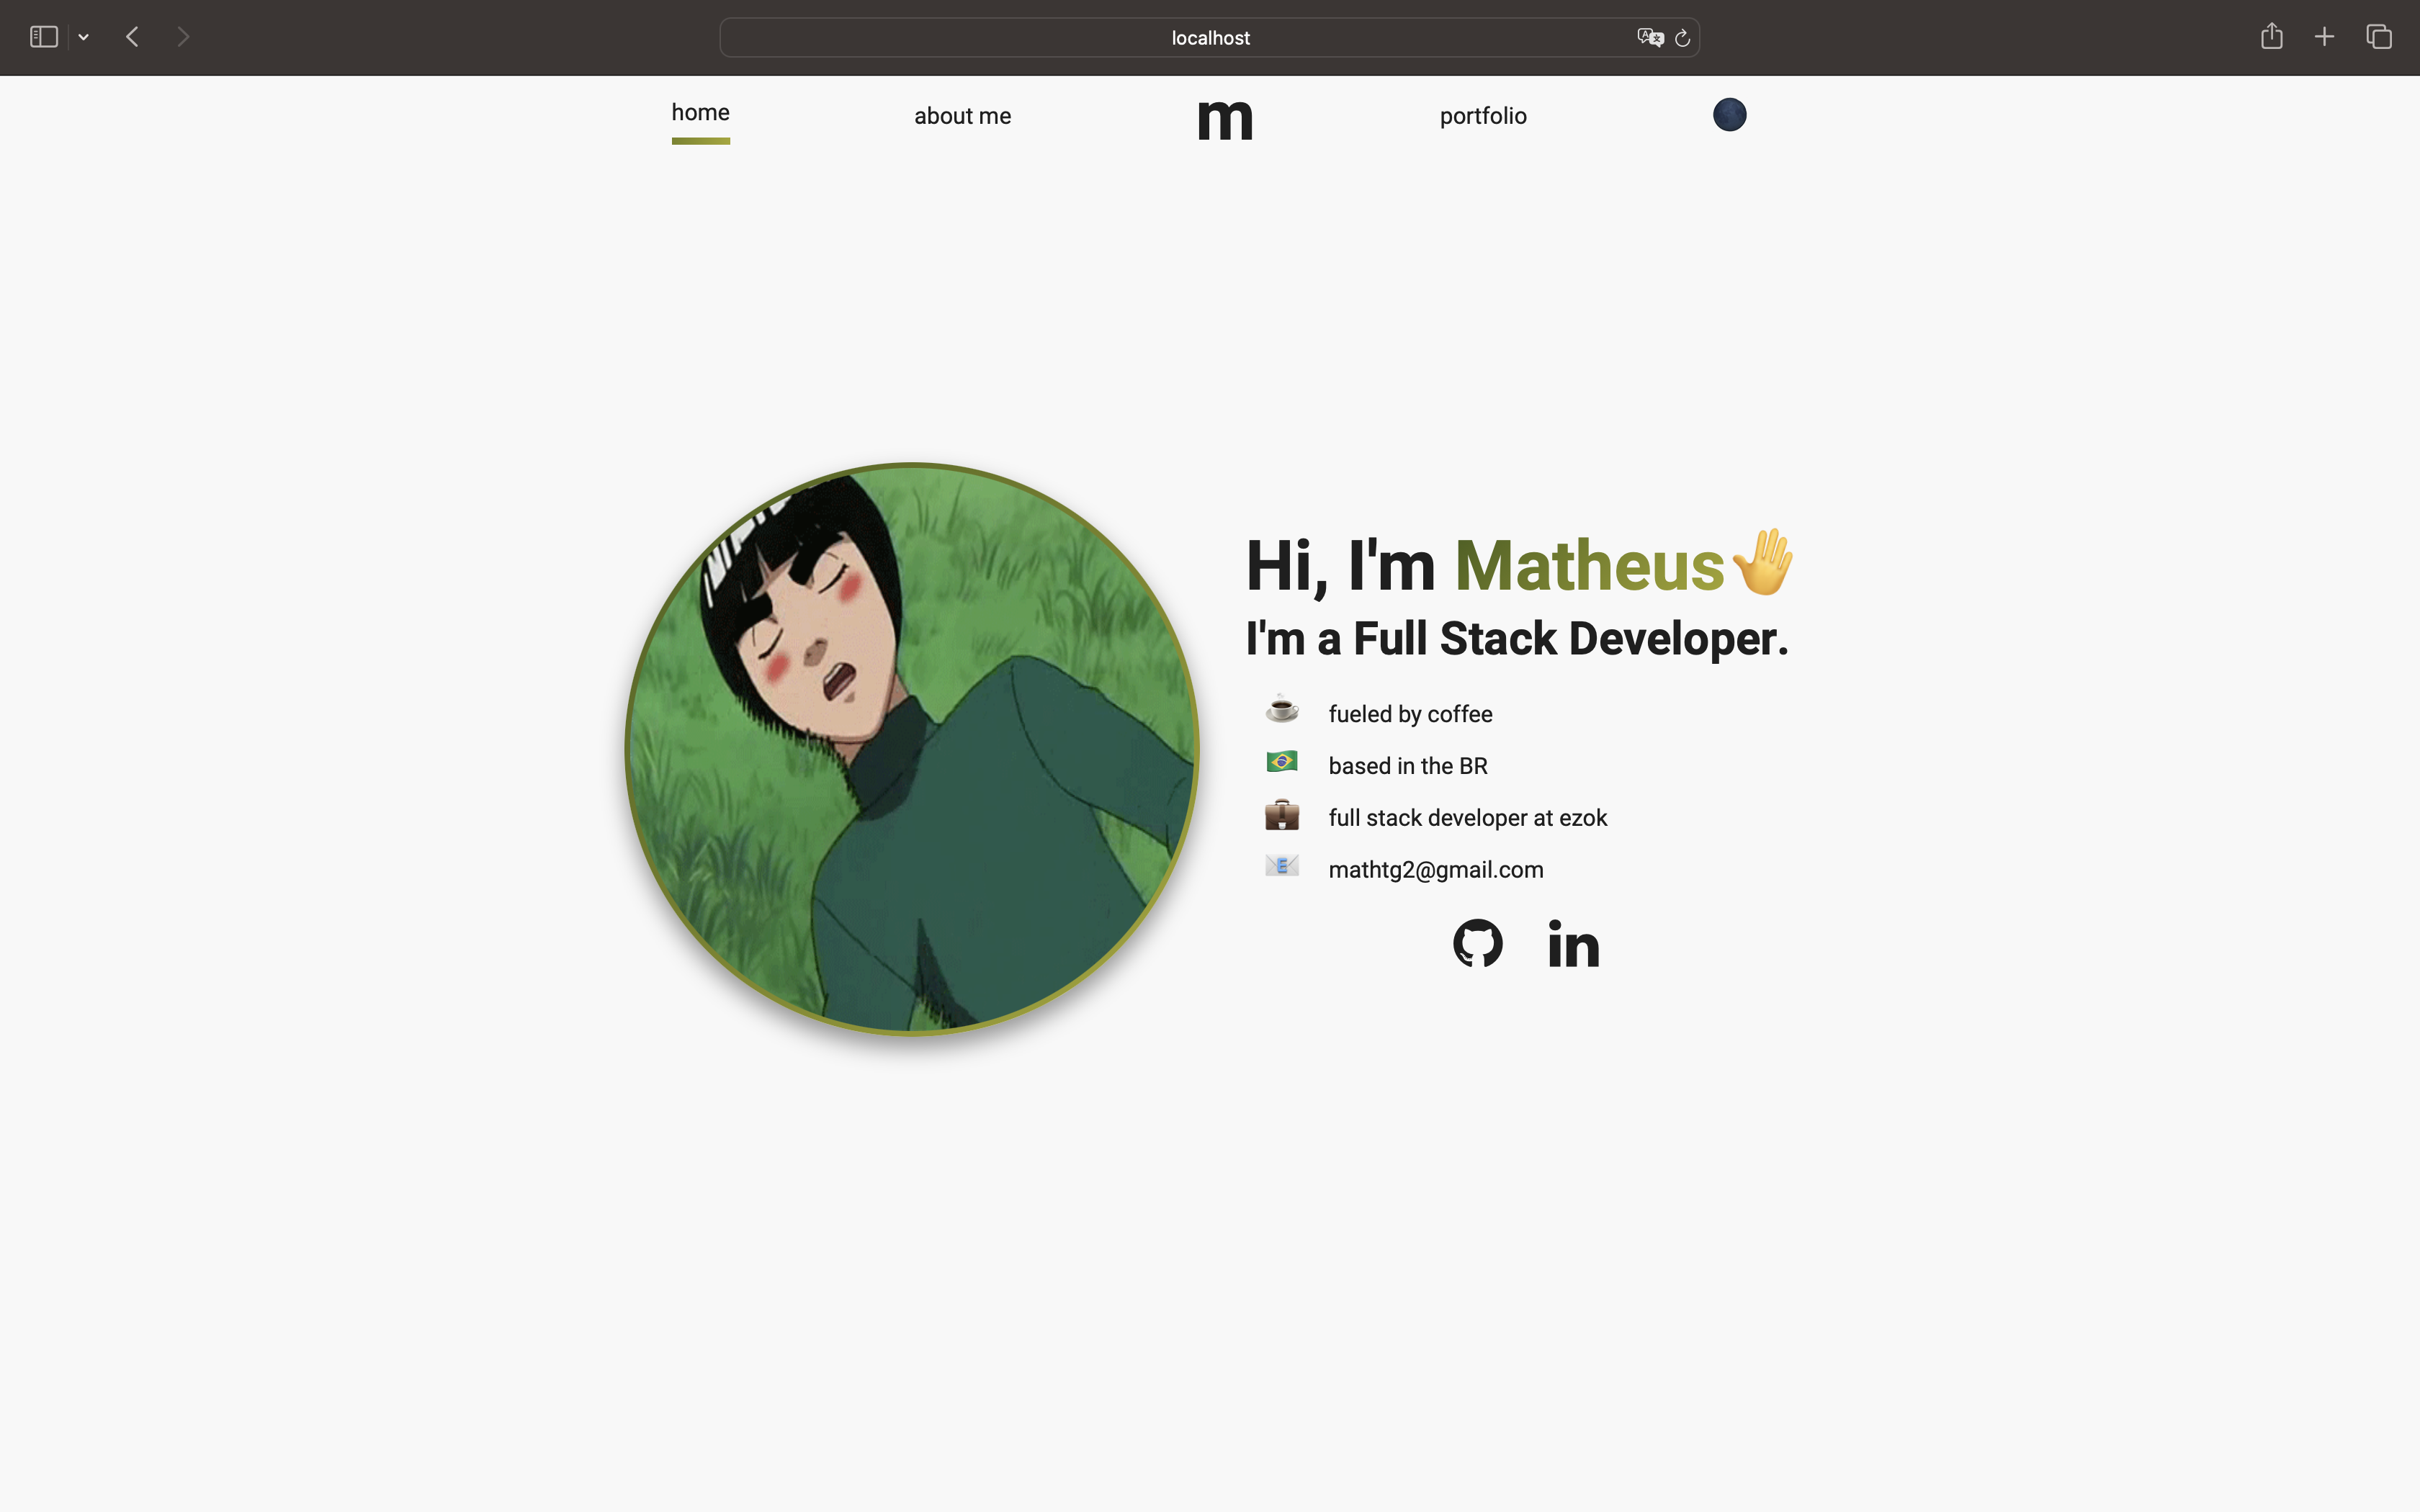 localhost
home
about me
m
portfolio
Hi, I'm Matheus👋
I'm a Full Stack Developer.
fueled by coffee
based in the BR
full stack developer at ezok
mathtg2@gmail.com
in